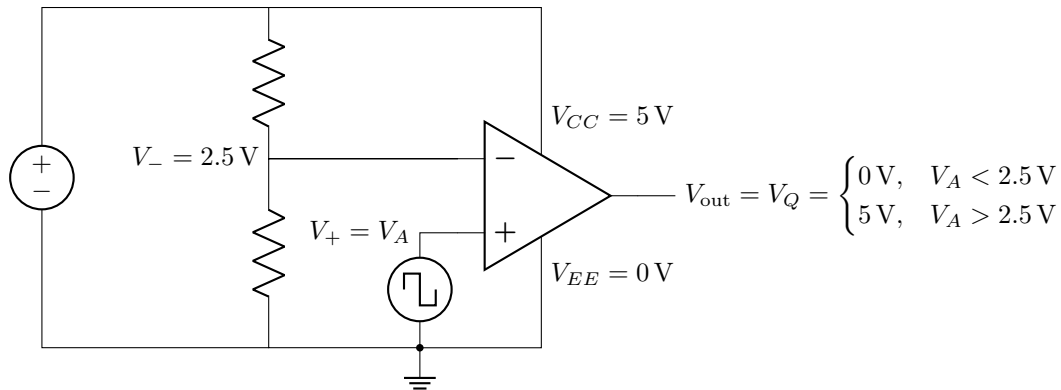 V_{CC} = 5 V
V_- = 2.5 V
V_{out} = V_Q = { 0 V, V_A < 2.5 V
5 V, V_A > 2.5 V
V_+ = V_A
V_{EE} = 0 V